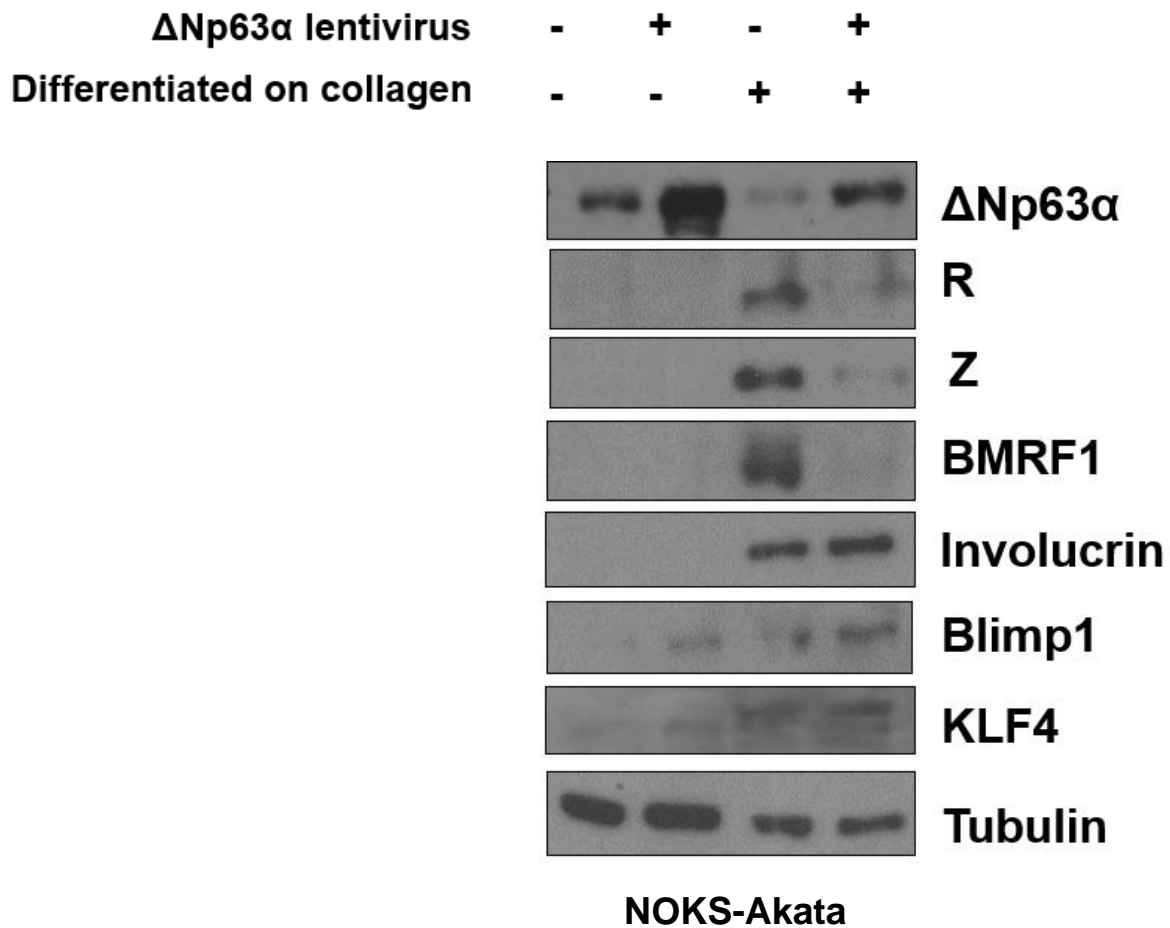 ΔNp63α lentivirus - + - +
Differentiated on collagen - - + +
ΔNp63α
R
Z
BMRF1
Involucrin
Blimp1
KLF4
Tubulin
NOKS-Akata